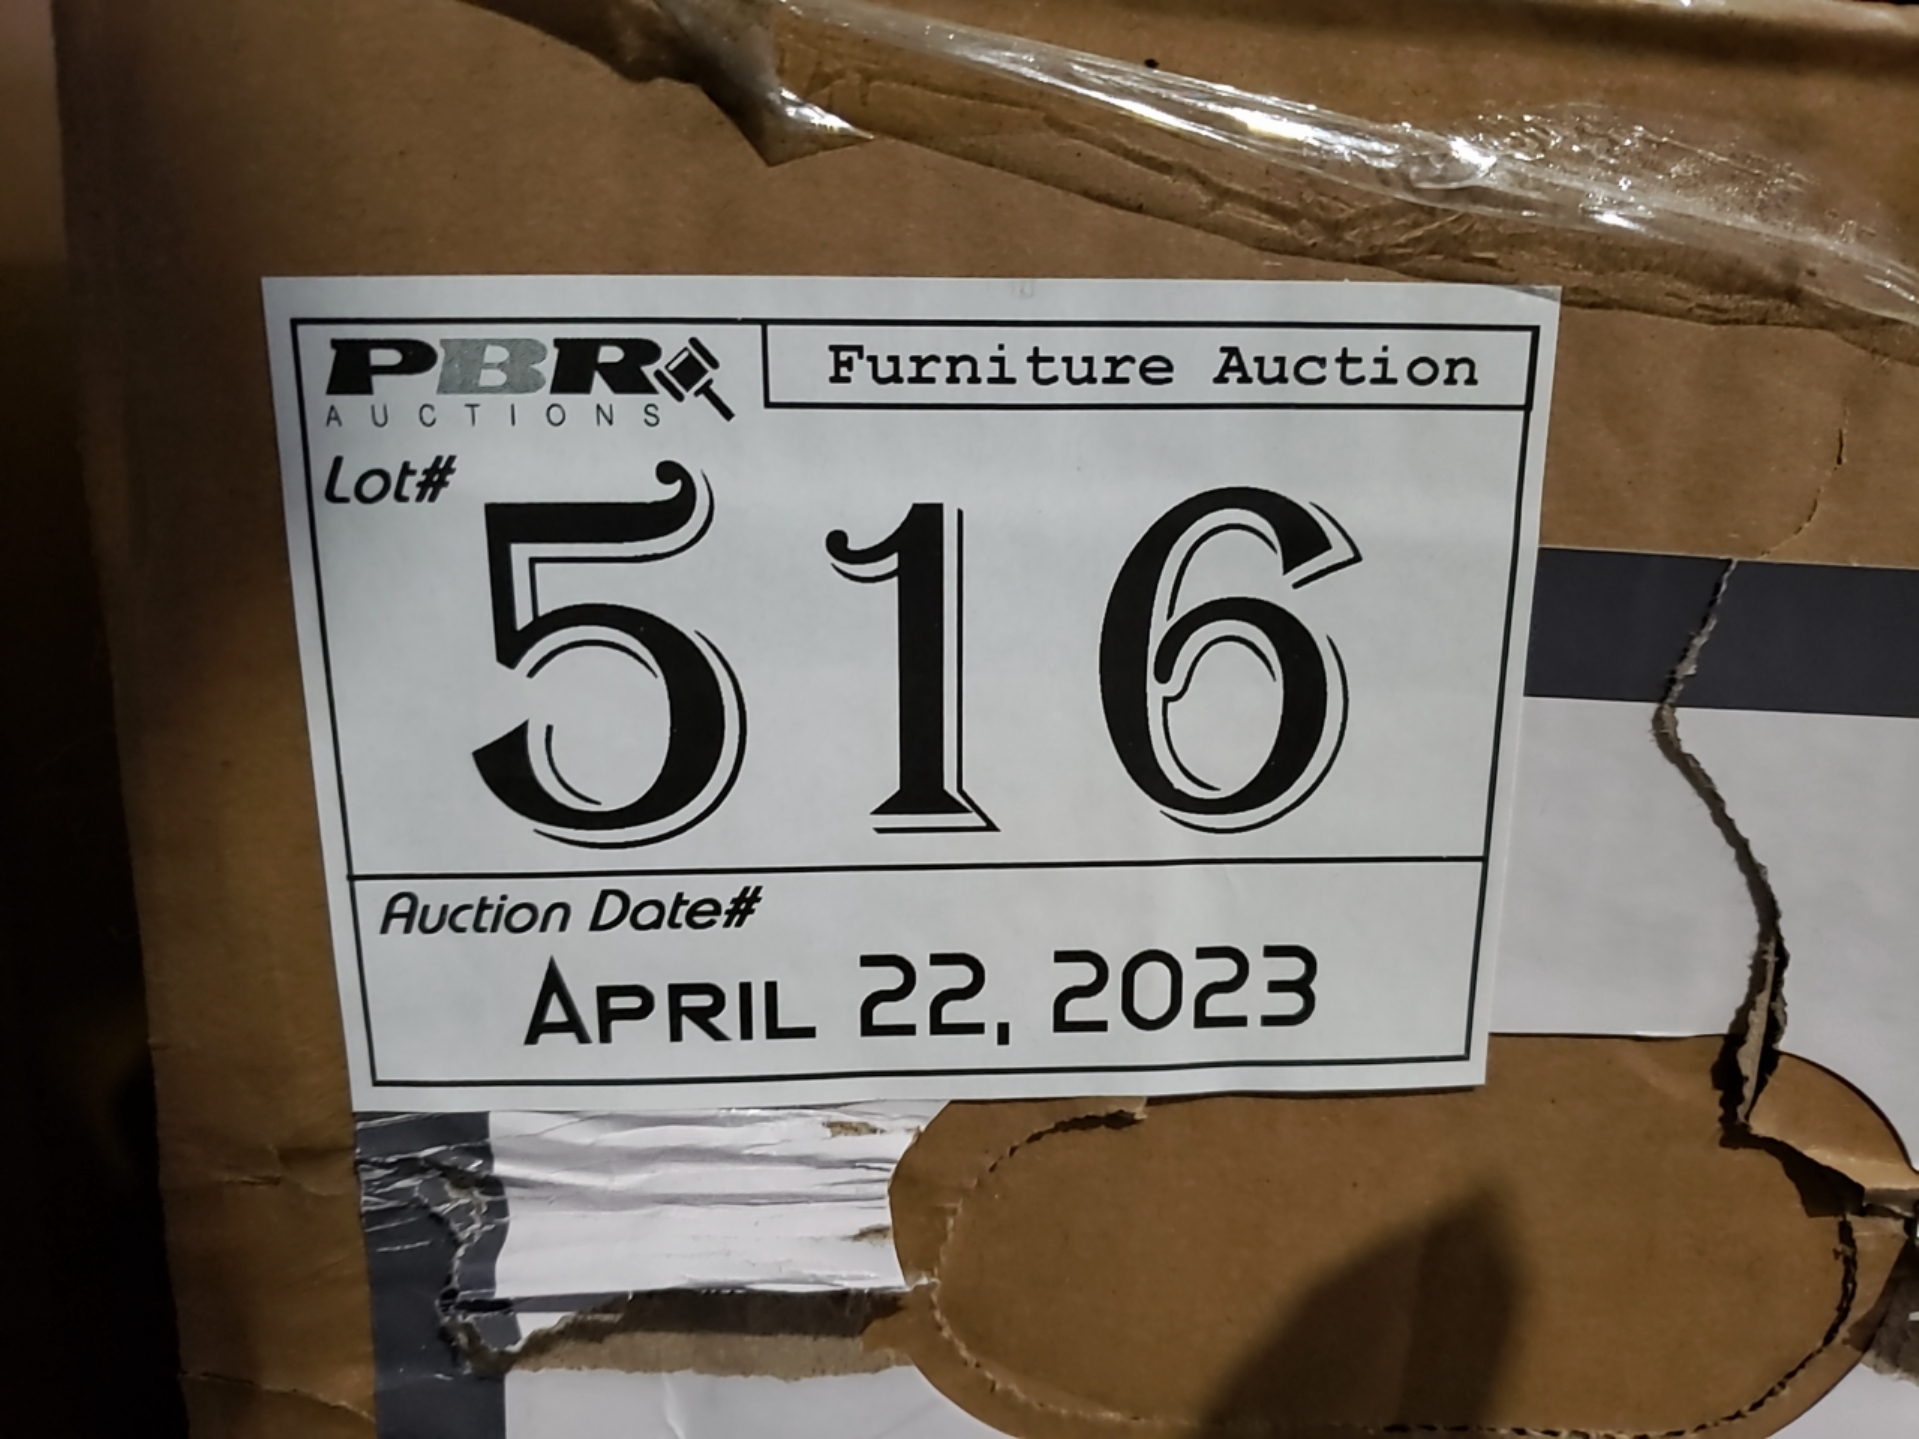 PBR
AUCTIONS
Furniture Auction
Lot#
516
Auction Date#
APRIL 22, 2023